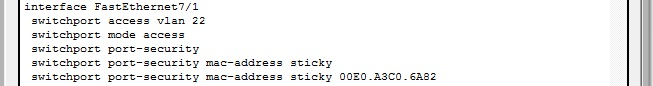 interface FastEthernet7/1
switchport access vlan 22
switchport mode access
switchport port-security
switchport port-security mac-address sticky
switchport port-security mac-address sticky 00E0.A3C0.6A82